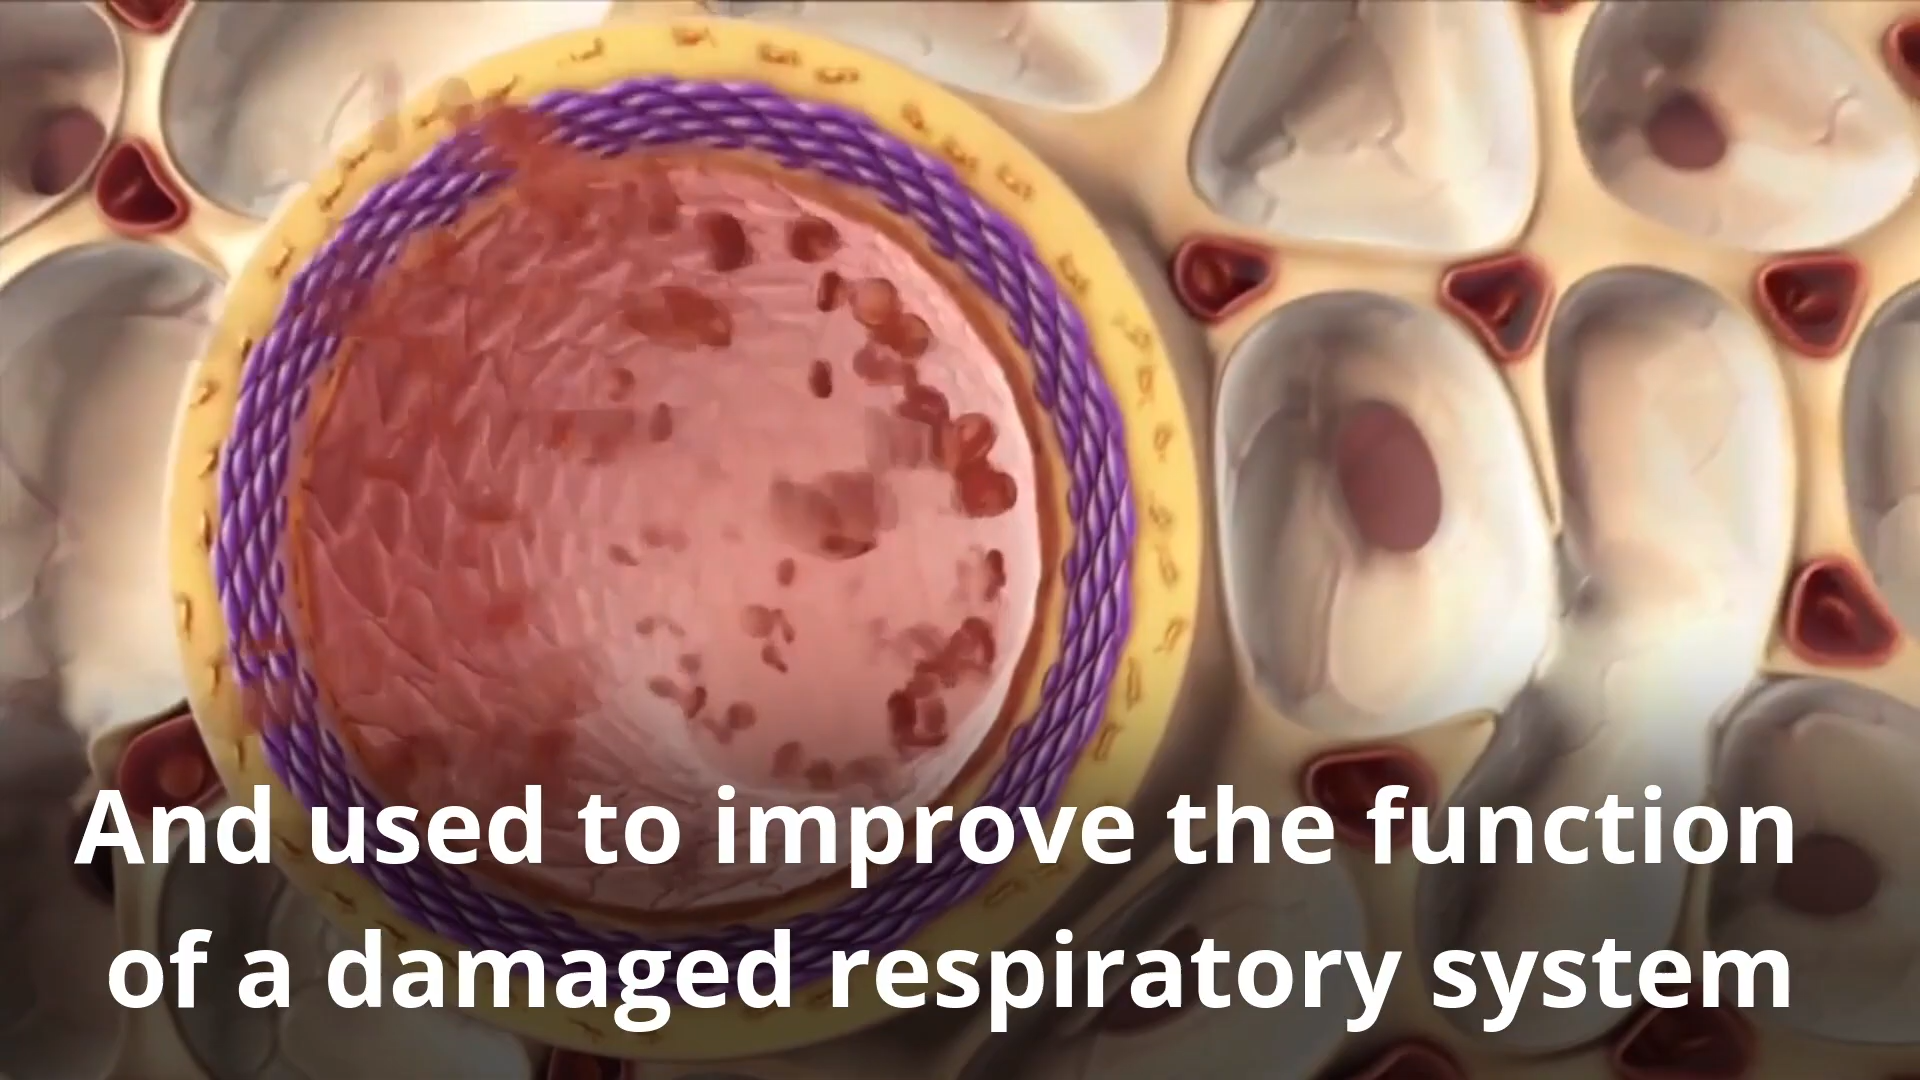 And used to improve the function
of a damaged respiratory system